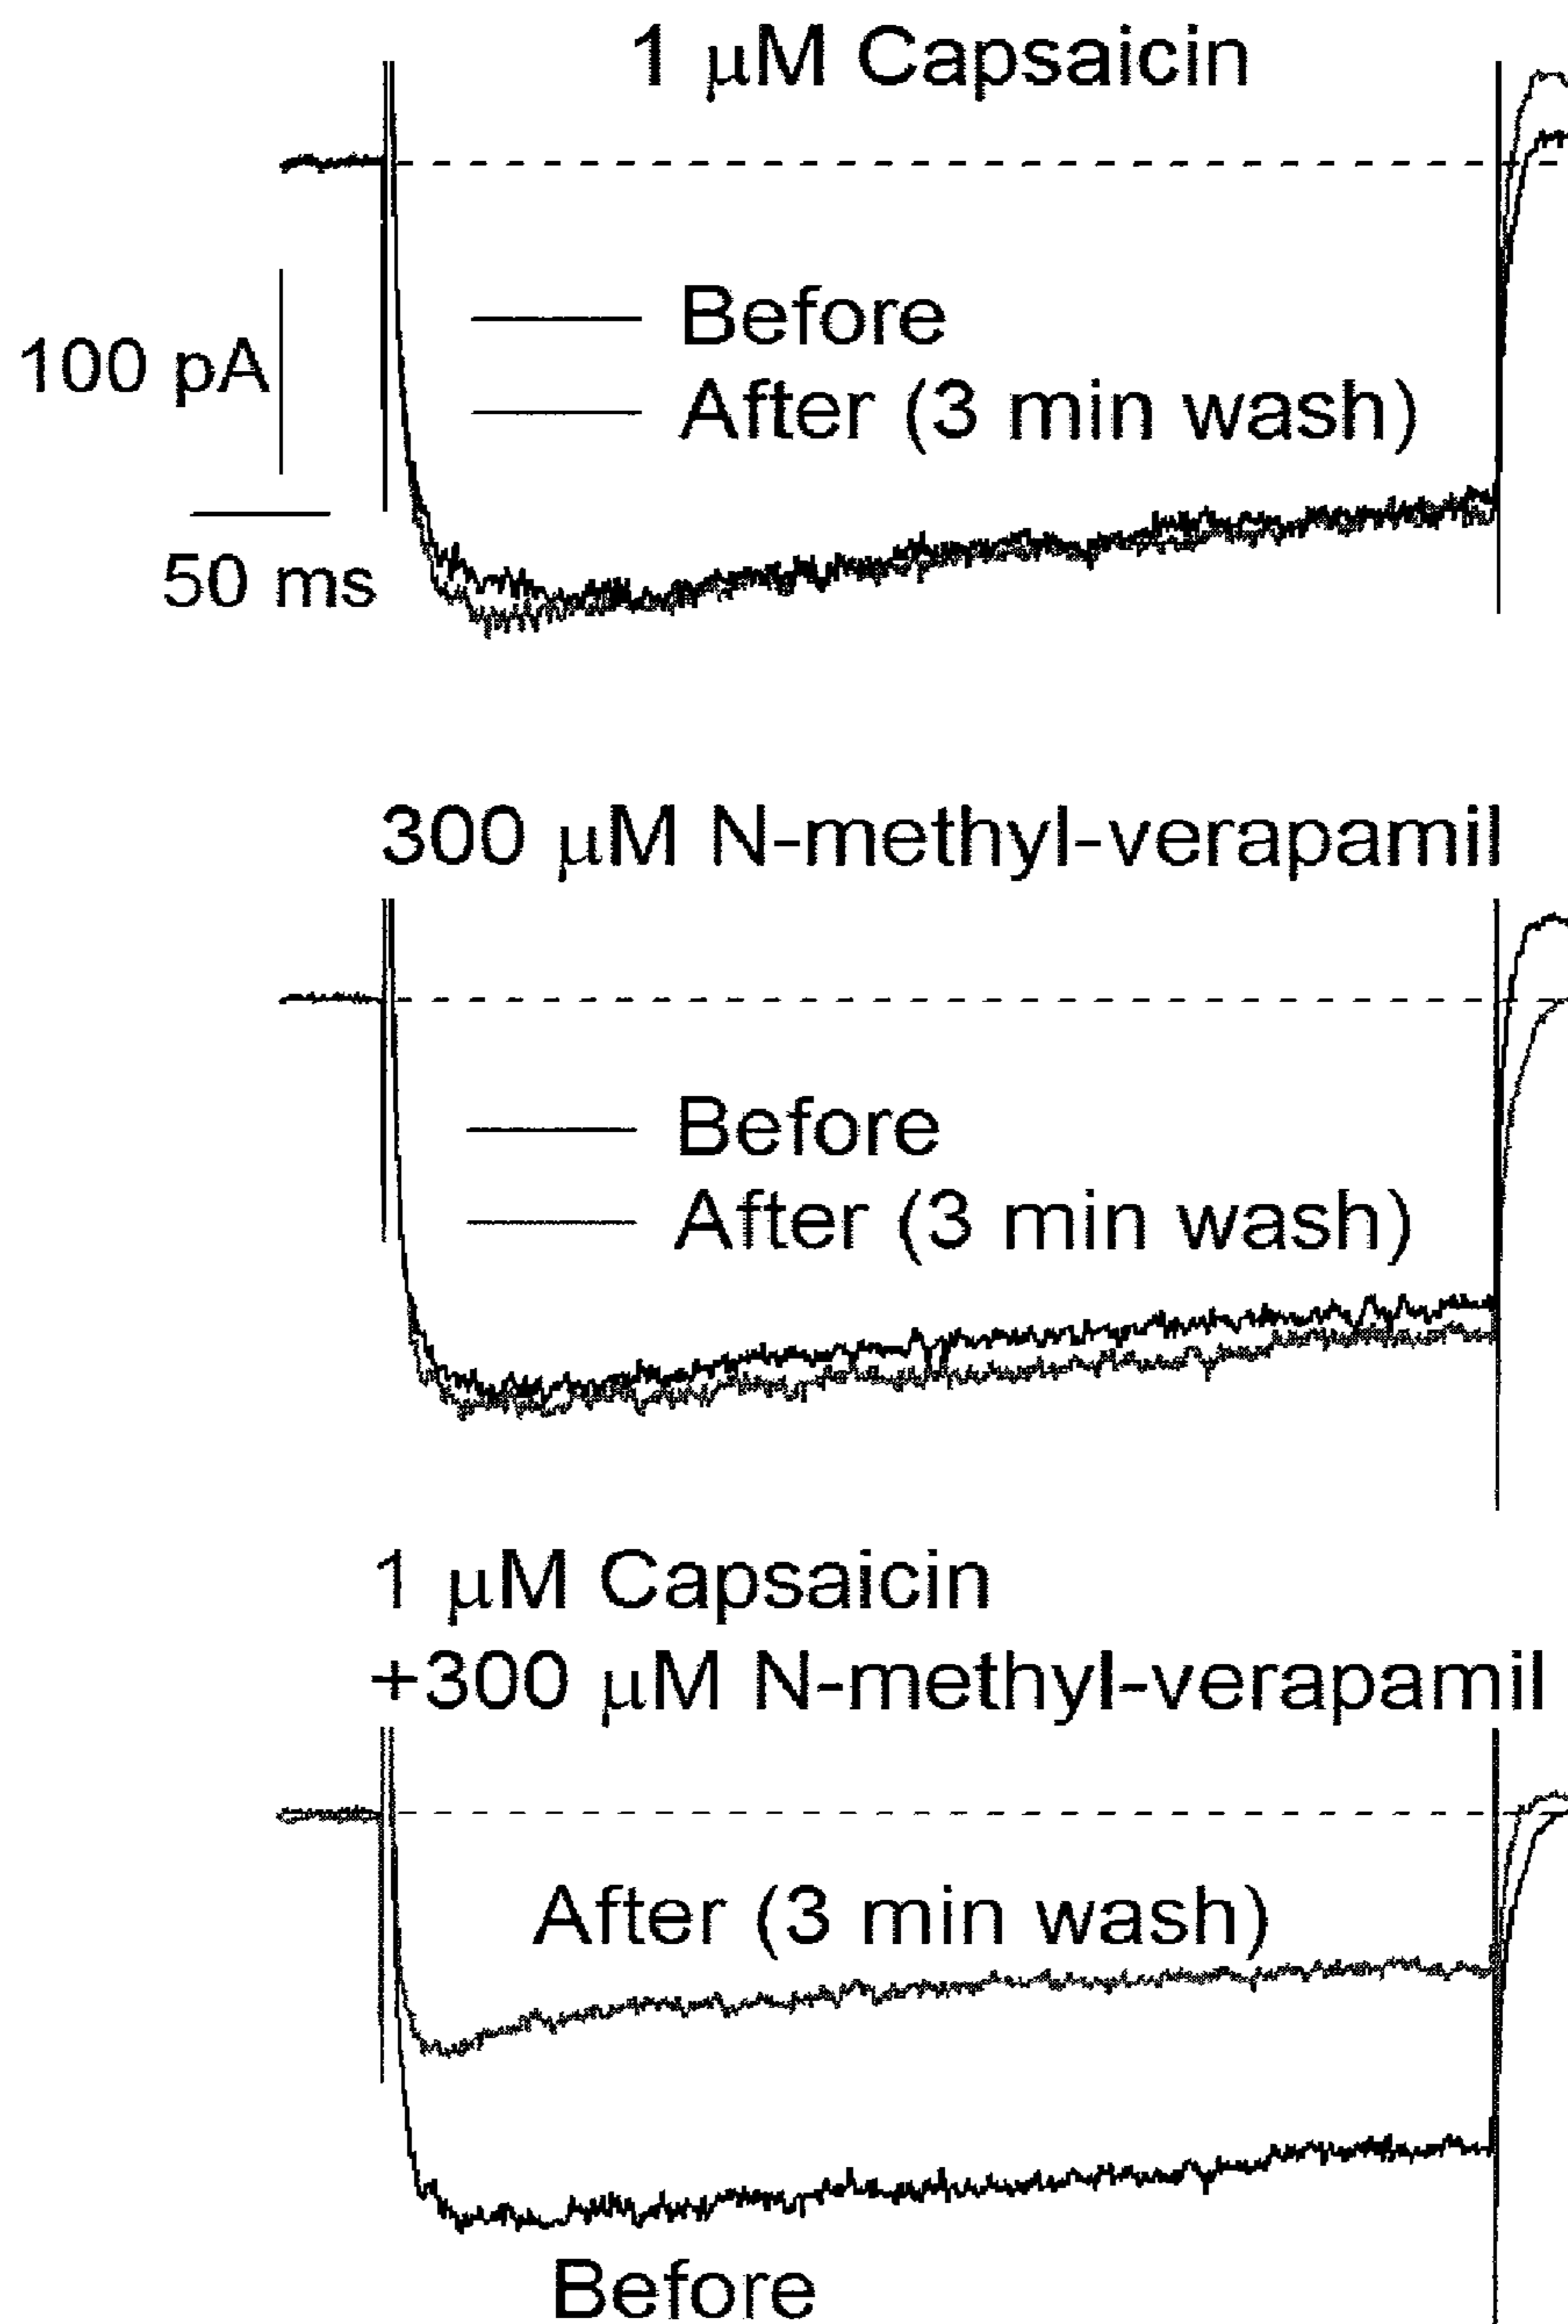 1 μM Capsaicin
Before
100 pA
After (3 min wash)
50 ms
300 μM N-methyl-verapamil
Before
After (3 min wash)
1 μM Capsaicin
+300 μM N-methyl-verapamil
After (3 min wash)
Before